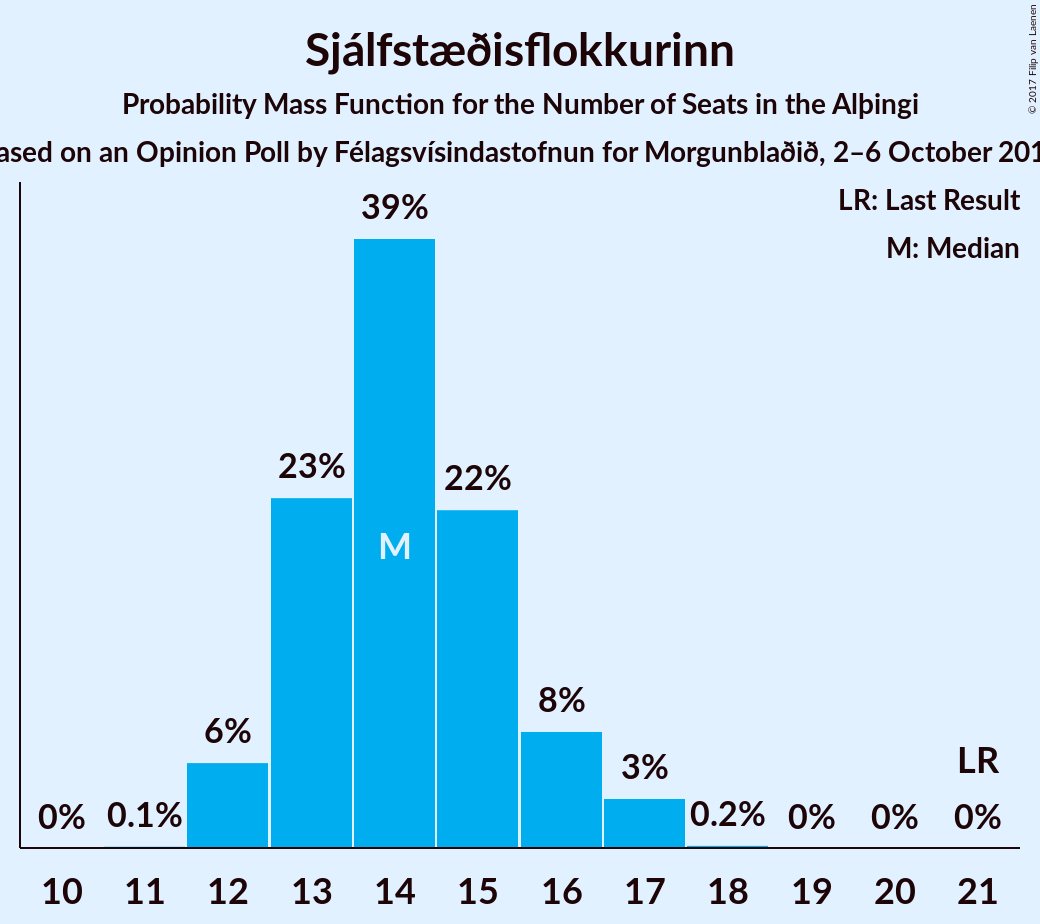 Sjálfstæðisflokkurinn
Probability Mass Function for the Number of Seats in the Alþingi
ased on an Opinion Poll by Félagsvísindastofnun for Morgunblaðið, 2–6 October 201
© 2017 Filip van Laenen
LR: Last Result
M: Median
39%
23%
22%
M
8%
6%
3%
LR
0%
0.1%
0.2%
0%
0%
0%
10 11 12 13 14 15 16 17 18 19 20 21